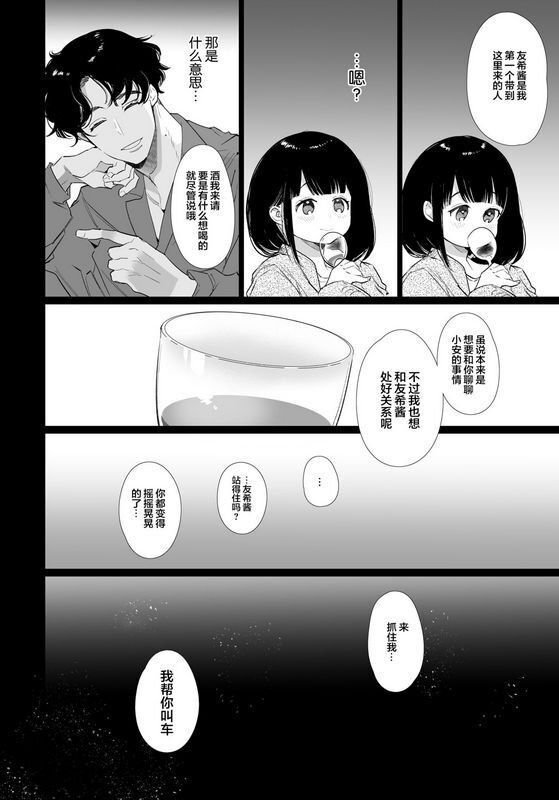 友希酱是我
第一个带到
这里来的人
…嗯？
那是
什么意思…
酒我来请
要是有什么想喝的
就尽管说哦
虽说本来是
想要和你聊聊
小安的事情
不过我也想
和友希酱
处好关系呢
…
…友希酱
站得住吗？
你都变得
摇摇晃晃
的了…
来
抓住我…
我帮你叫车